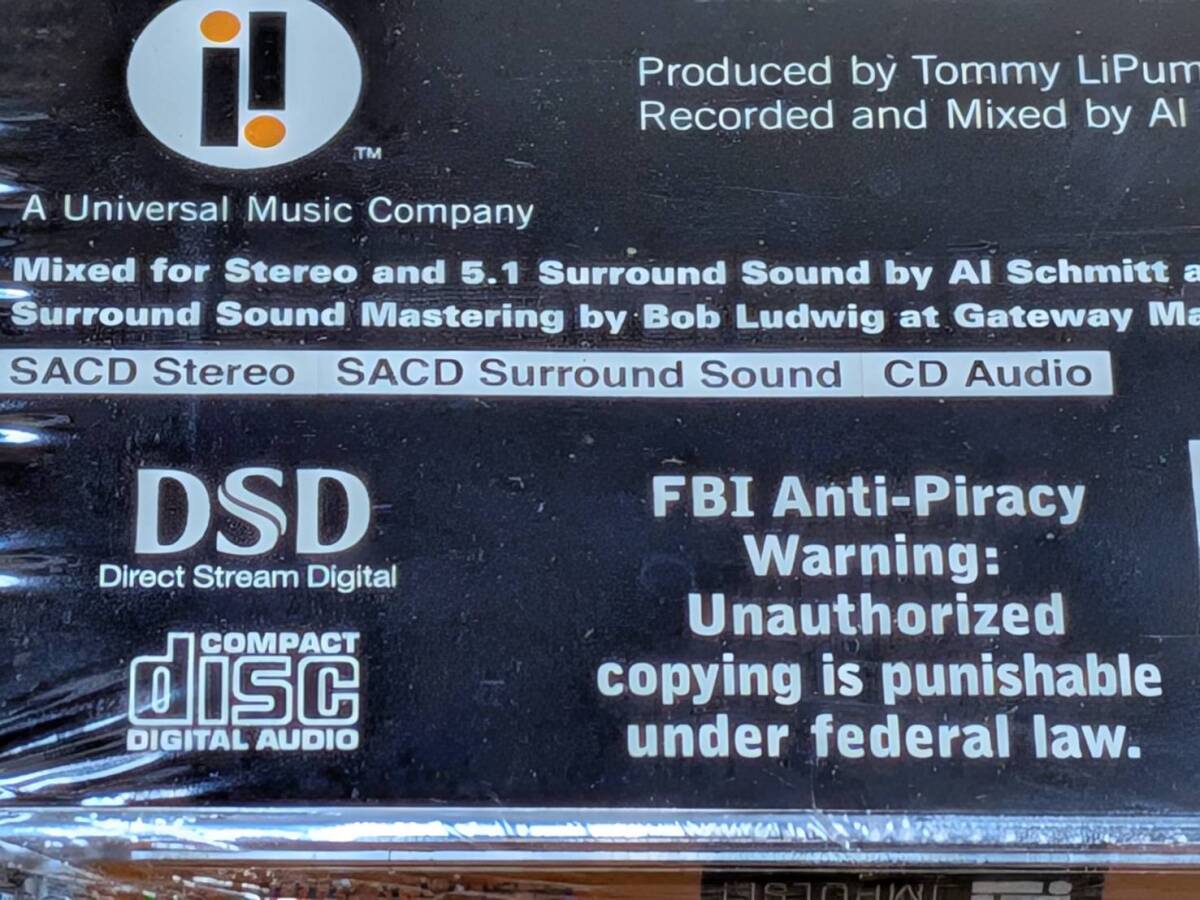 TM
Produced by Tommy LiPum
Recorded and Mixed by Al
A Universal Music Company
Mixed for Stereo and 5.1 Surround Sound by Al Schmitt a
Surround Sound Mastering by Bob Ludwig at Gateway Ma
SACD Stereo SACD Surround Sound CD Audio
DSD
Direct Stream Digital
COMPACT
disc
DIGITAL AUDIO
FBI Anti-Piracy
Warning:
Unauthorized
copying is punishable
under federal law.